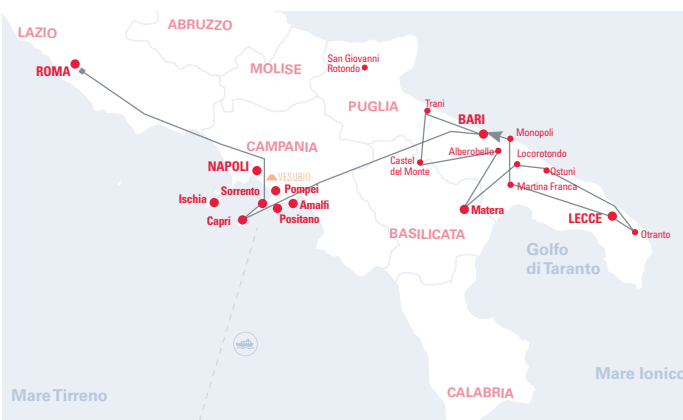 ABRUZZO
LAZIO
ROMA
MOLISE
San Giovanni
Rotondo
PUGLIA
Trani
BARI
Monopoli
CAMPANIA
Alberobello
Locorotondo
Castel
del Monte
NAPOLI
VESUBIO
Ostuni
Sorrento
Pompei
Martina Franca
Ischia
Amalfi
Capri
Positano
Matera
LECCE
BASILICATA
Otranto
Golfo
di Taranto
Mare Ionico
Mare Tirreno
CALABRIA